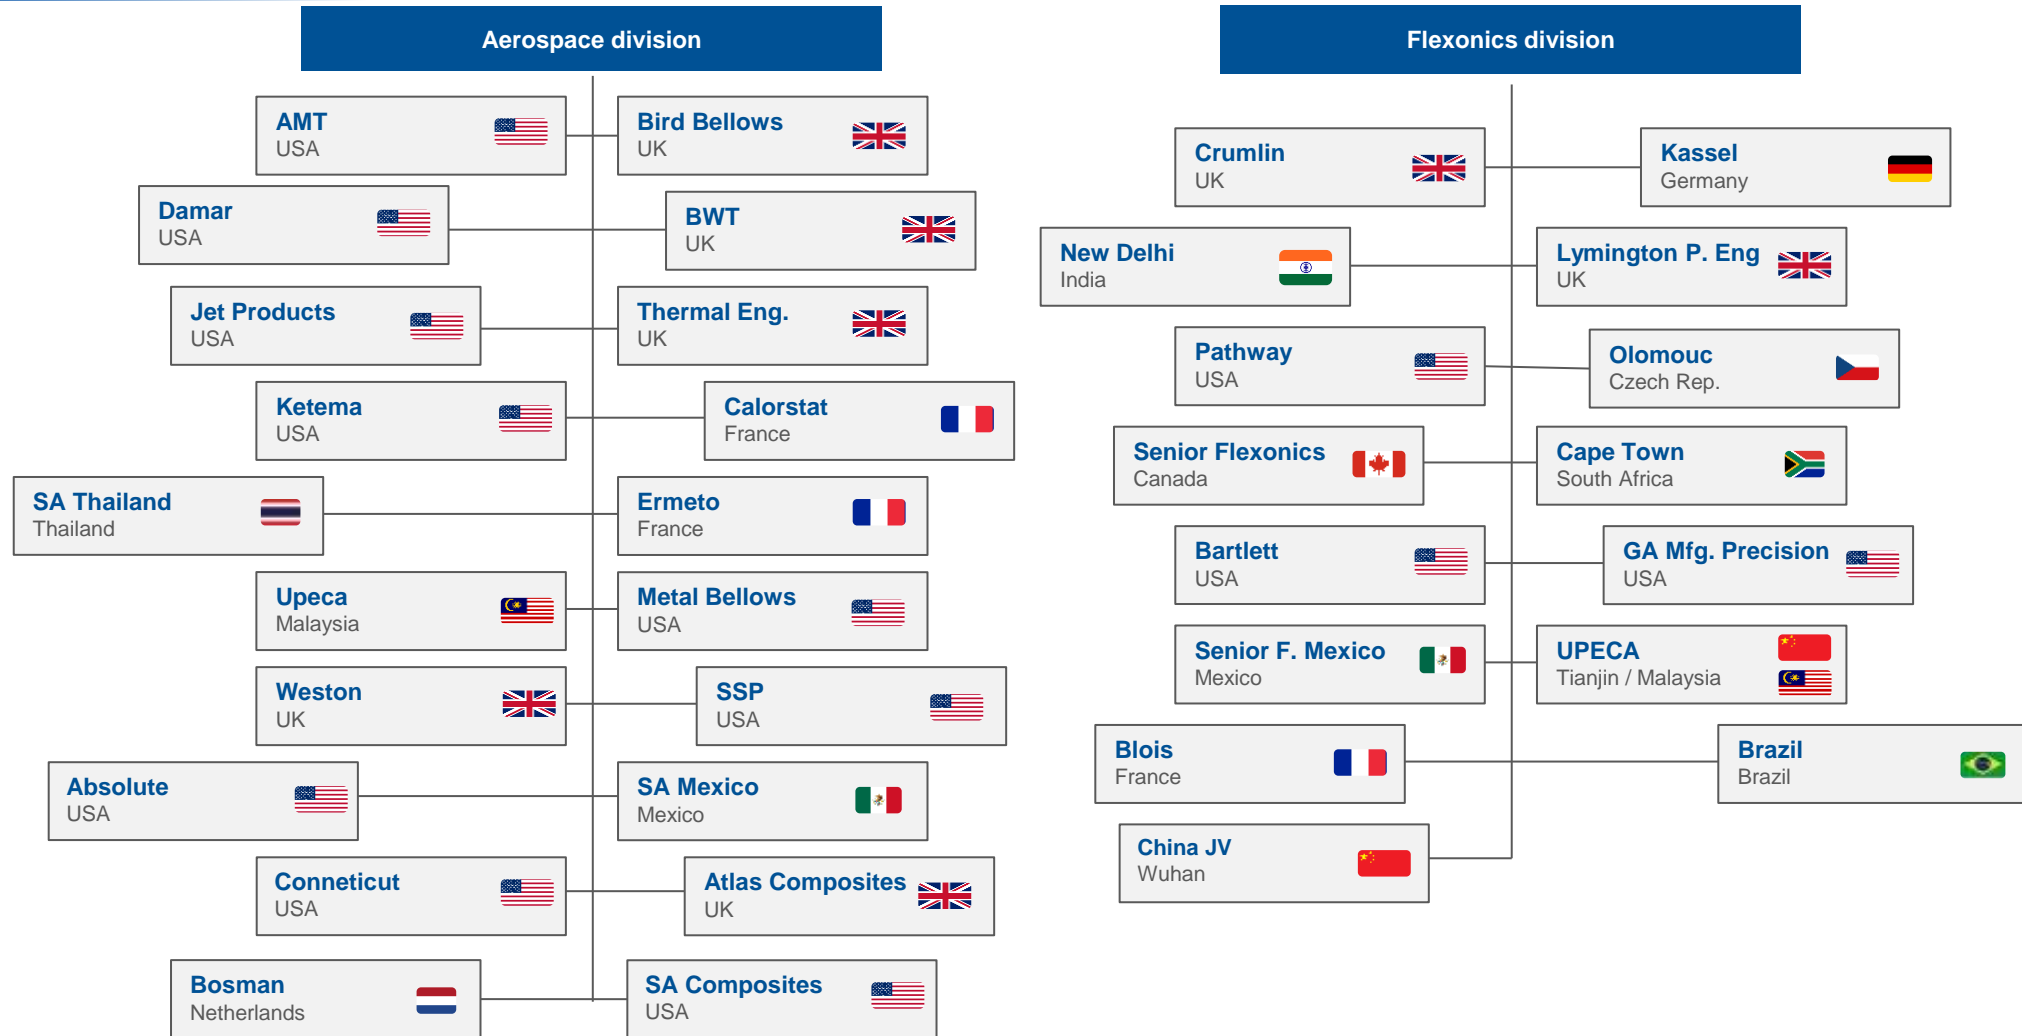 Aerospace division
AMT
USA
Bird Bellows
UK
Damar
USA
BWT
UK
Jet Products
USA
Thermal Eng.
UK
Ketema
USA
Calorstat
France
SA Thailand
Thailand
Ermeto
France
Upeca
Malaysia
Metal Bellows
USA
Weston
UK
SSP
USA
Absolute
USA
SA Mexico
Mexico
Conneticut
USA
Atlas Composites
UK
Bosman
Netherlands
SA Composites
USA
Flexonics division
Crumlin
UK
Kassel
Germany
New Delhi
India
Lymington P. Eng
UK
Pathway
USA
Olomouc
Czech Rep.
Senior Flexonics
Canada
Cape Town
South Africa
Bartlett
USA
GA Mfg. Precision
USA
Senior F. Mexico
Mexico
UPECA
Tianjin / Malaysia
Blois
France
Brazil
Brazil
China JV
Wuhan